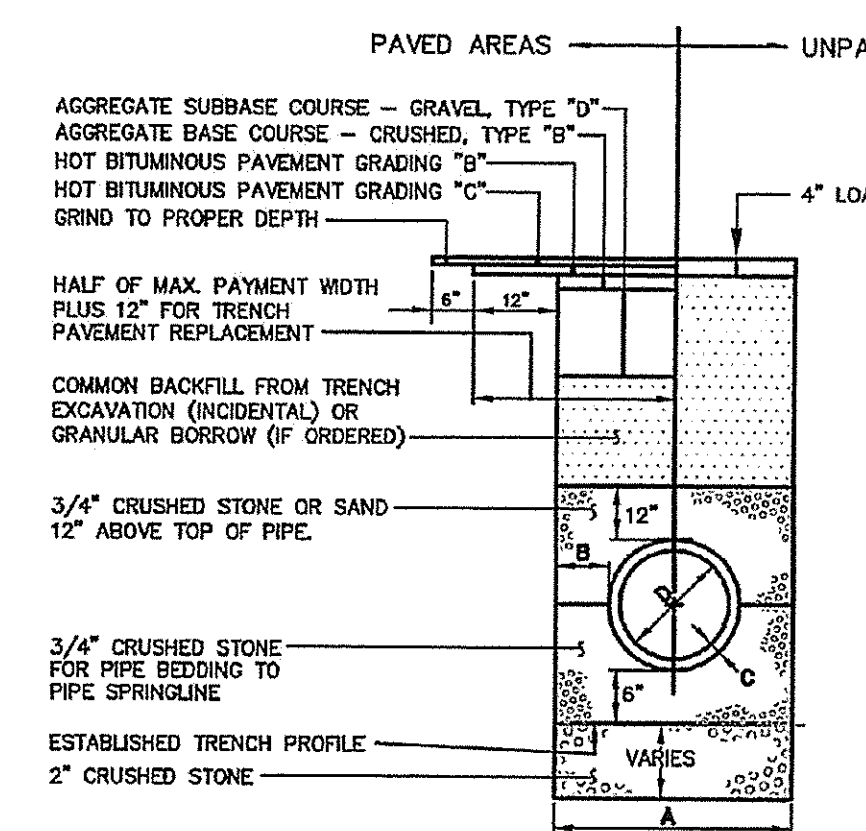 PAVED AREAS
UNPA
AGGREGATE SUBBASE COURSE – GRAVEL, TYPE "D"
AGGREGATE BASE COURSE – CRUSHED, TYPE "B"
HOT BITUMINOUS PAVEMENT GRADING "B"
HOT BITUMINOUS PAVEMENT GRADING "C"
GRIND TO PROPER DEPTH
4" LOA
HALF OF MAX. PAYMENT WIDTH
PLUS 12" FOR TRENCH
PAVEMENT REPLACEMENT
6"
12"
COMMON BACKFILL FROM TRENCH
EXCAVATION (INCIDENTAL) OR
GRANULAR BORROW (IF ORDERED)
3/4" CRUSHED STONE OR SAND
12" ABOVE TOP OF PIPE.
12"
B
D
C
3/4" CRUSHED STONE
FOR PIPE BEDDING TO
PIPE SPRINGLINE
6"
ESTABLISHED TRENCH PROFILE
2" CRUSHED STONE
VARIES
A